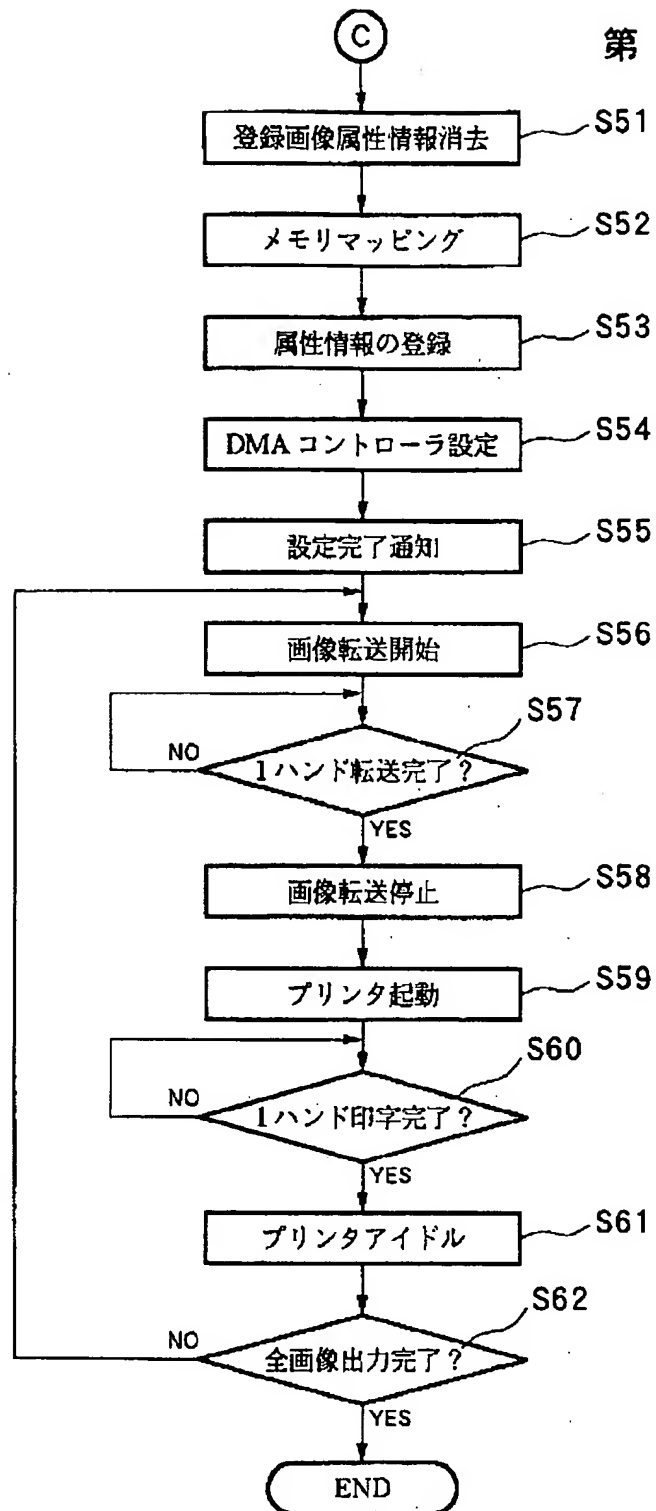 C
第
登録画像属性情報消去
S51
メモリマッピング
S52
属性情報の登録
S53
DMAコントローラ設定
S54
設定完了通知
S55
画像転送開始
S56
S57
NO
1ハンド転送完了?
YES
画像転送停止
S58
プリンタ起動
S59
S60
NO
1ハンド印字完了?
YES
プリンタアイドル
S61
S62
NO
全画像出力完了?
YES
END